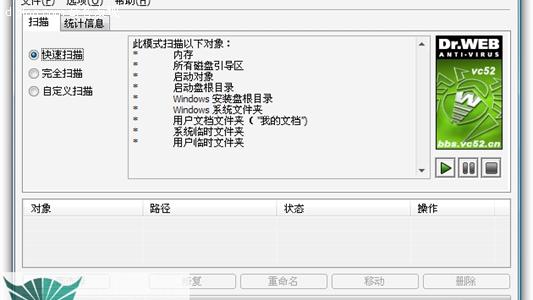 文件(F) 选项(O) 帮助(H)
扫描 统计信息
快速扫描
完全扫描
自定义扫描
此模式扫描以下对象：
* 内存
* 所有磁盘引导区
* 启动对象
* 启动盘根目录
* Windows 安装盘根目录
* Windows 系统文件夹
* 用户文档文件夹（ "我的文档")
* 系统临时文件夹
* 用户临时文件夹
Dr.WEB
ANTI-VIRUS
vc52
bbs.vc52.cn
对象 路径 状态 操作
修复 重命名 移动 删除